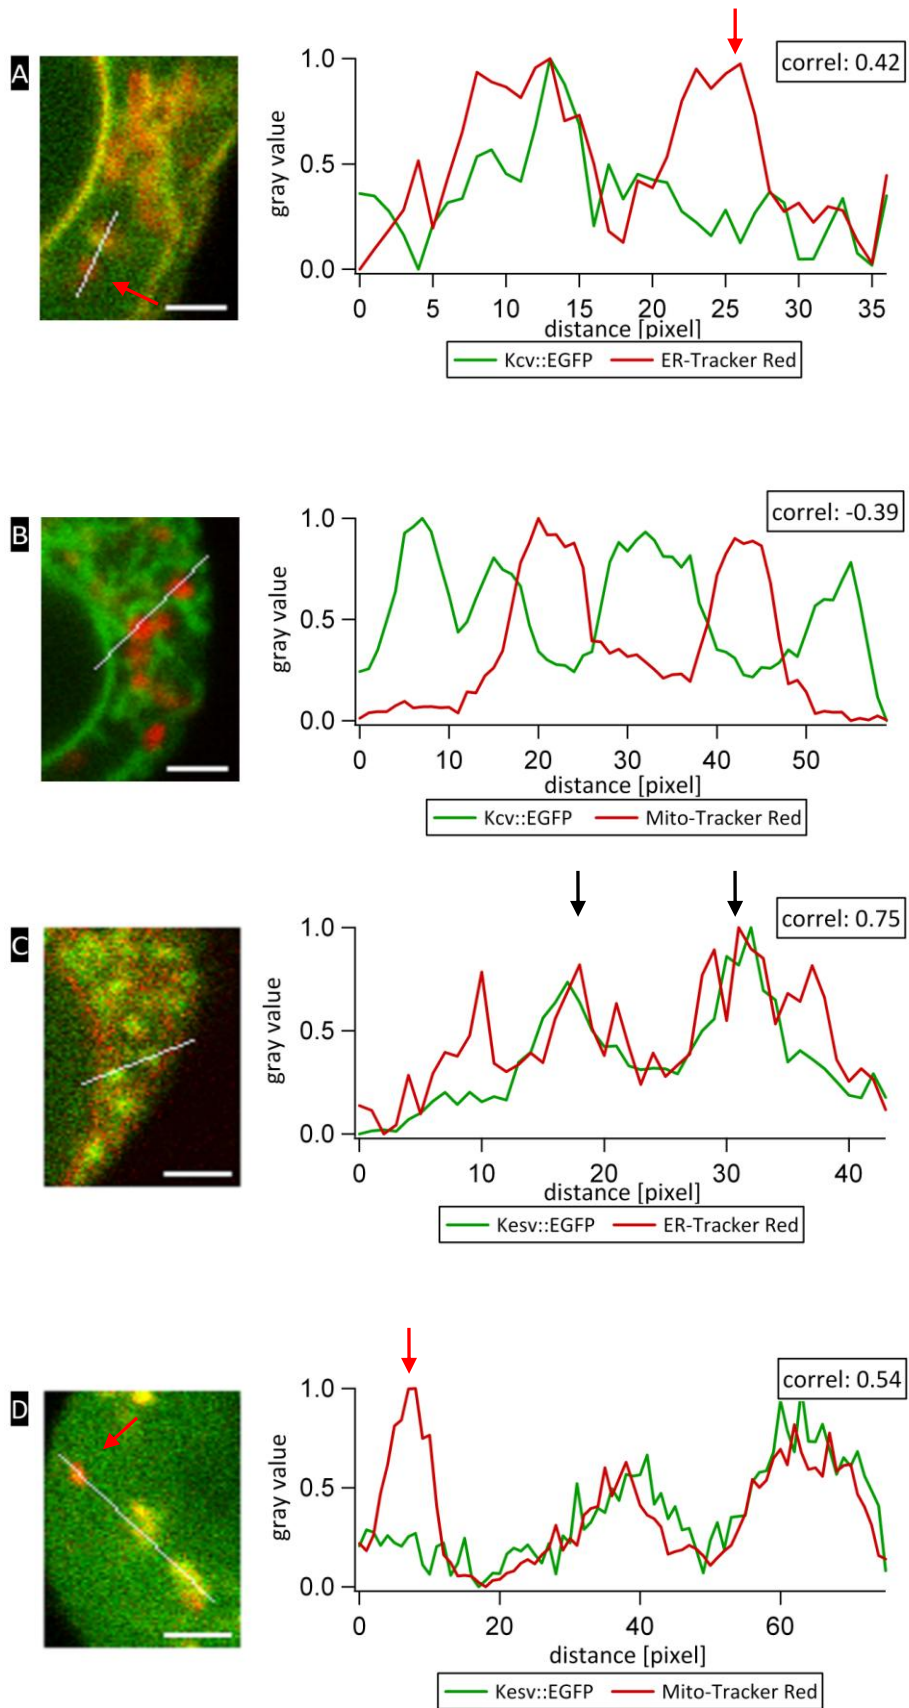 A
correl: 0.42
gray value
1.0
0.5
0.0
0 5 10 15 20 25 30 35
distance [pixel]
Kcv::EGFP ER-Tracker Red
B
correl: -0.39
gray value
1.0
0.5
0.0
0 10 20 30 40 50
distance [pixel]
Kcv::EGFP Mito-Tracker Red
C
correl: 0.75
gray value
1.0
0.5
0.0
0 10 20 30 40
distance [pixel]
Kesv::EGFP ER-Tracker Red
D
correl: 0.54
gray value
1.0
0.5
0.0
0 20 40 60
distance [pixel]
Kesv::EGFP Mito-Tracker Red